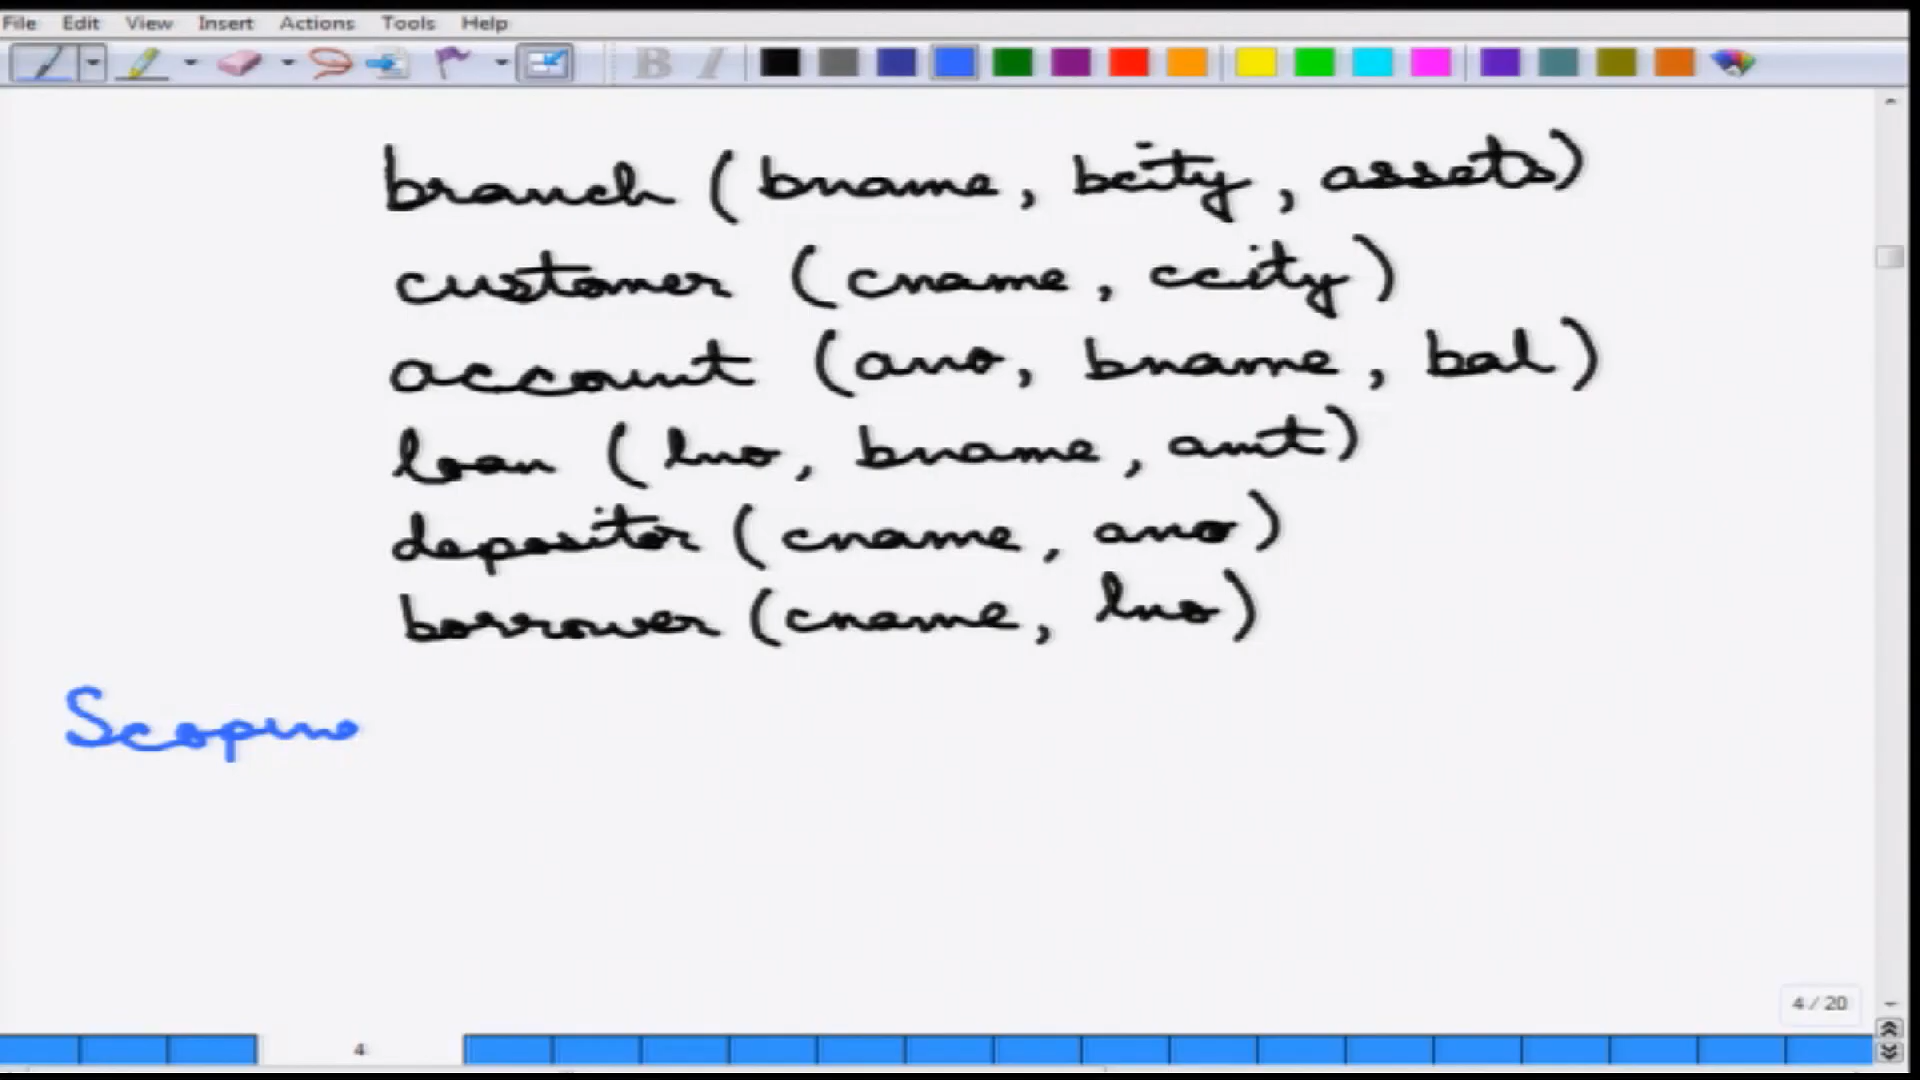 File Edit View Insert Actions Tools Help
B I
branch (bname, bcity, assets)
customer (cname, ccity)
account (ano, bname, bal)
loan (lno, bname, amt)
depositor (cname, ano)
borrower (cname, lno)
Scopino
4 / 20
4